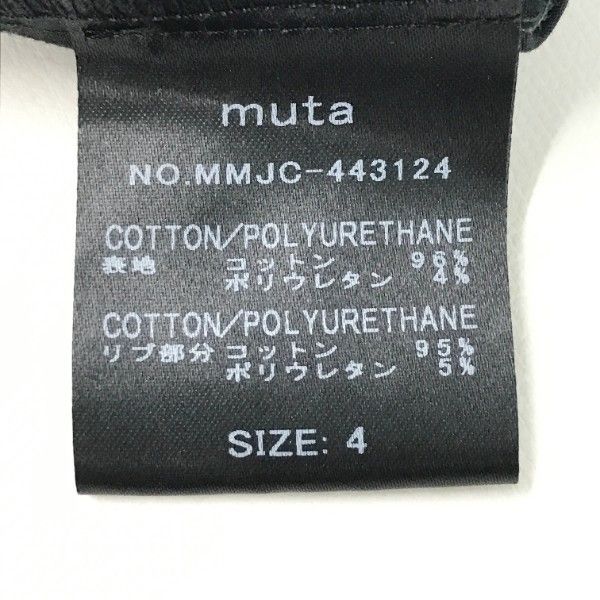 muta
NO.MMJC-443124
COTTON/POLYURETHANE
表地 コットン 96%
ポリウレタン 4%
COTTON/POLYURETHANE
リブ部分 コットン 95%
ポリウレタン 5%
SIZE: 4